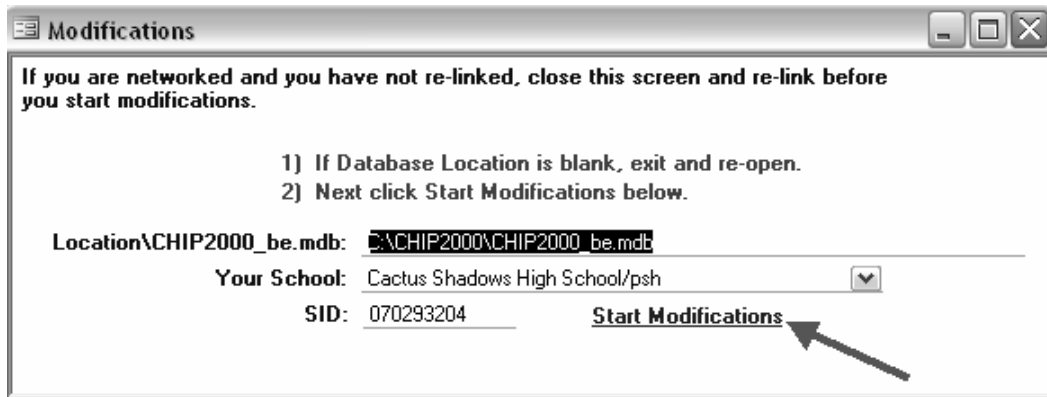 Modifications
If you are networked and you have not re-linked, close this screen and re-link before
you start modifications.
1) If Database Location is blank, exit and re-open.
2) Next click Start Modifications below.
Location\CHIP2000_be.mdb: C:\CHIP2000\CHIP2000_be.mdb
Your School: Cactus Shadows High School/psh
SID: 070293204 Start Modifications